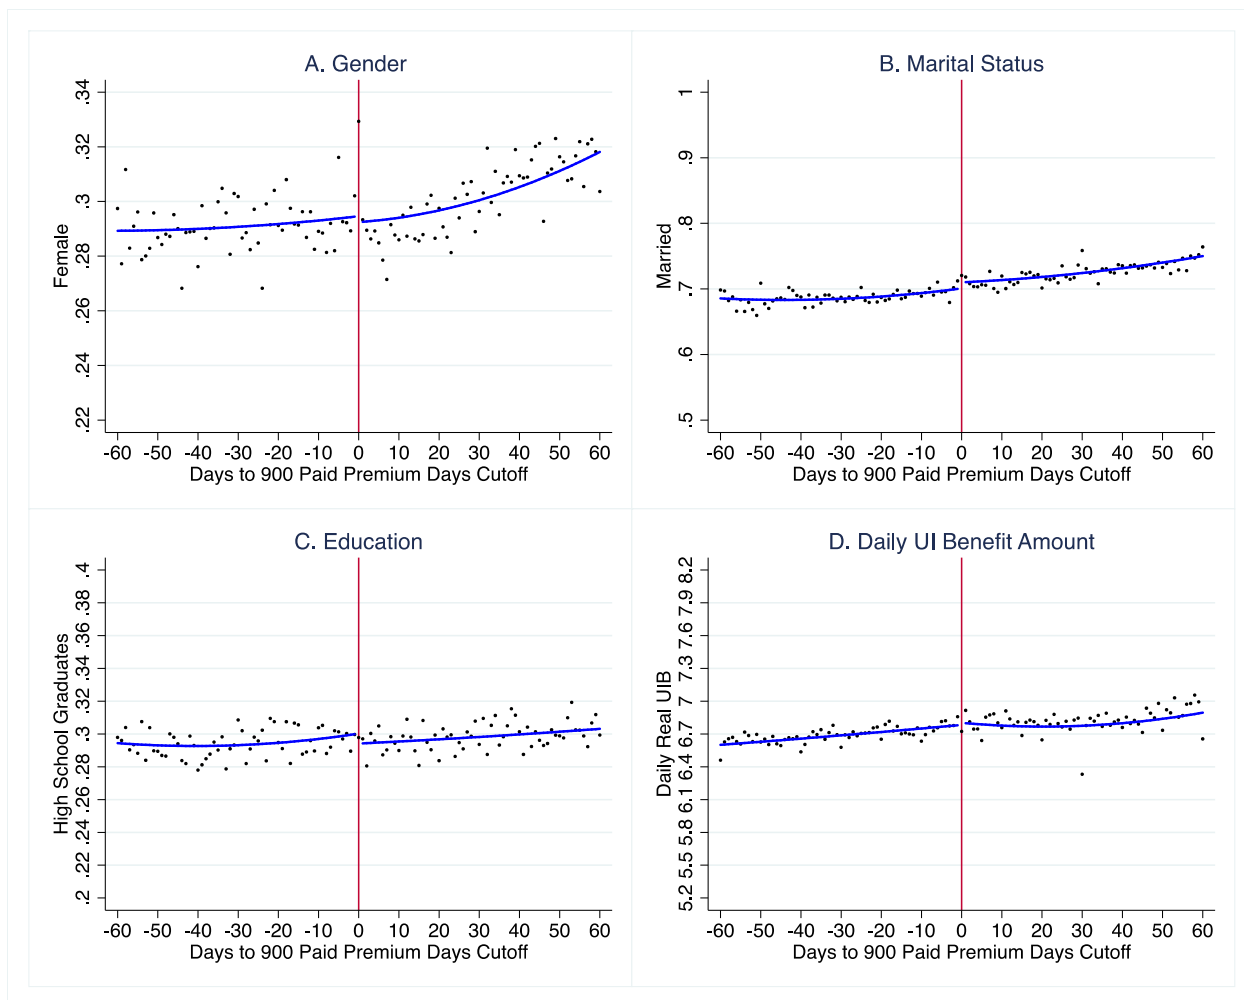 A. Gender
Female
.34
.32
.3
.28
.26
.24
.22
-60 -50 -40 -30 -20 -10 0 10 20 30 40 50 60
Days to 900 Paid Premium Days Cutoff
B. Marital Status
Married
1
.9
.8
.7
.6
.5
-60 -50 -40 -30 -20 -10 0 10 20 30 40 50 60
Days to 900 Paid Premium Days Cutoff
C. Education
High School Graduates
.4
.38
.36
.34
.32
.3
.28
.26
.24
.22
.2
-60 -50 -40 -30 -20 -10 0 10 20 30 40 50 60
Days to 900 Paid Premium Days Cutoff
D. Daily UI Benefit Amount
Daily Real UIB
8.2
7.9
7.6
7.3
7
6.7
6.4
6.1
5.8
5.5
5.2
-60 -50 -40 -30 -20 -10 0 10 20 30 40 50 60
Days to 900 Paid Premium Days Cutoff